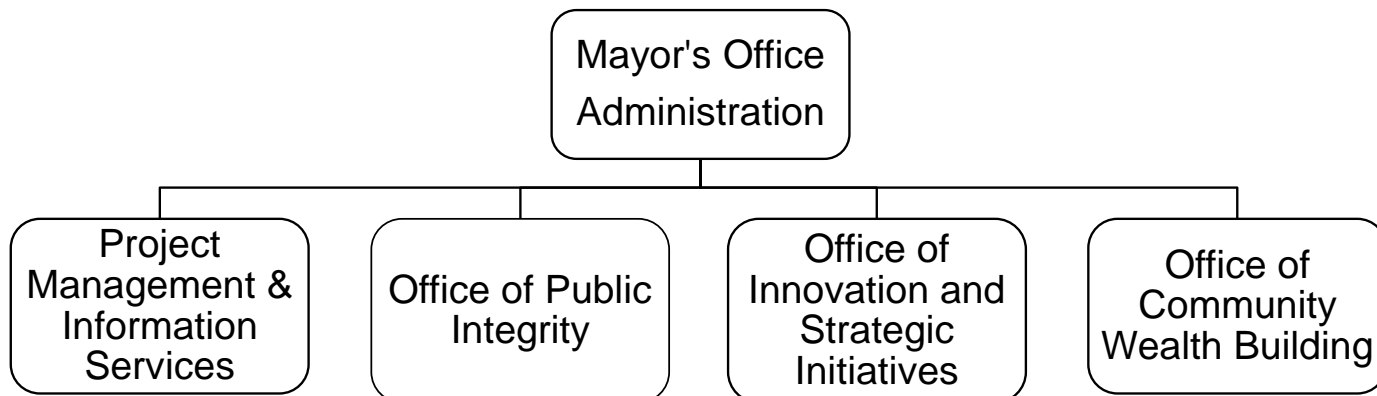 Mayor's Office
Administration
Project
Management &
Information
Services
Office of Public
Integrity
Office of
Innovation and
Strategic
Initiatives
Office of
Community
Wealth Building